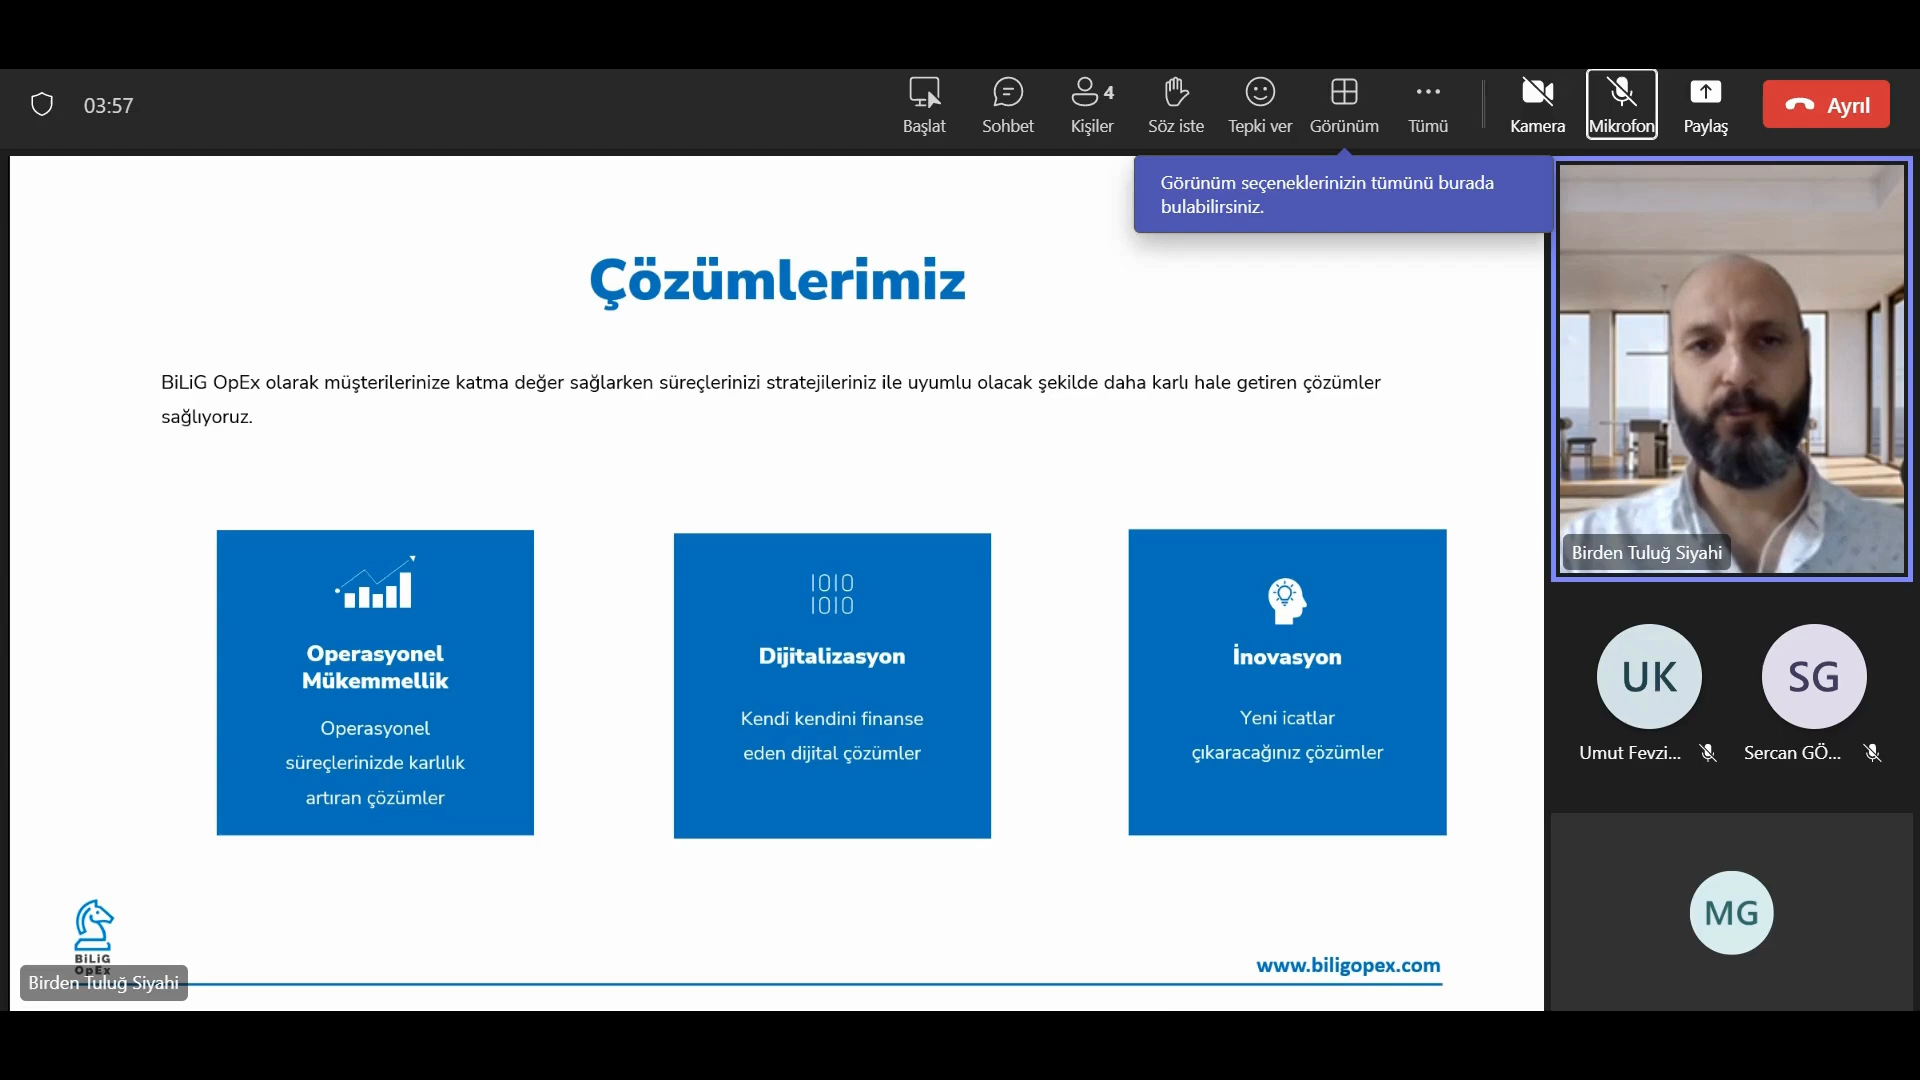 03:57
Başlat
Sohbet
Kişiler
4
Söz iste
Tepki ver
Görünüm
Tümü
Kamera
Mikrofon
Paylaş
Ayrıl
Görünüm seçeneklerinizin tümünü burada
bulabilirsiniz.
Çözümlerimiz
BiLiG OpEx olarak müşterilerinize katma değer sağlarken süreçlerinizi stratejileriniz ile uyumlu olacak şekilde daha karlı hale getiren çözümler
sağlıyoruz.
Operasyonel
Mükemmellik
Operasyonel
süreçlerinizde karlılık
artıran çözümler
1010
1010
Dijitalizasyon
Kendi kendini finanse
eden dijital çözümler
İnovasyon
Yeni icatlar
çıkaracağınız çözümler
BiLiG
OpEx
Birden Tuluğ Siyahi
www.biligopex.com
Birden Tuluğ Siyahi
UK
SG
Umut Fevzi...
Sercan GÖ...
MG